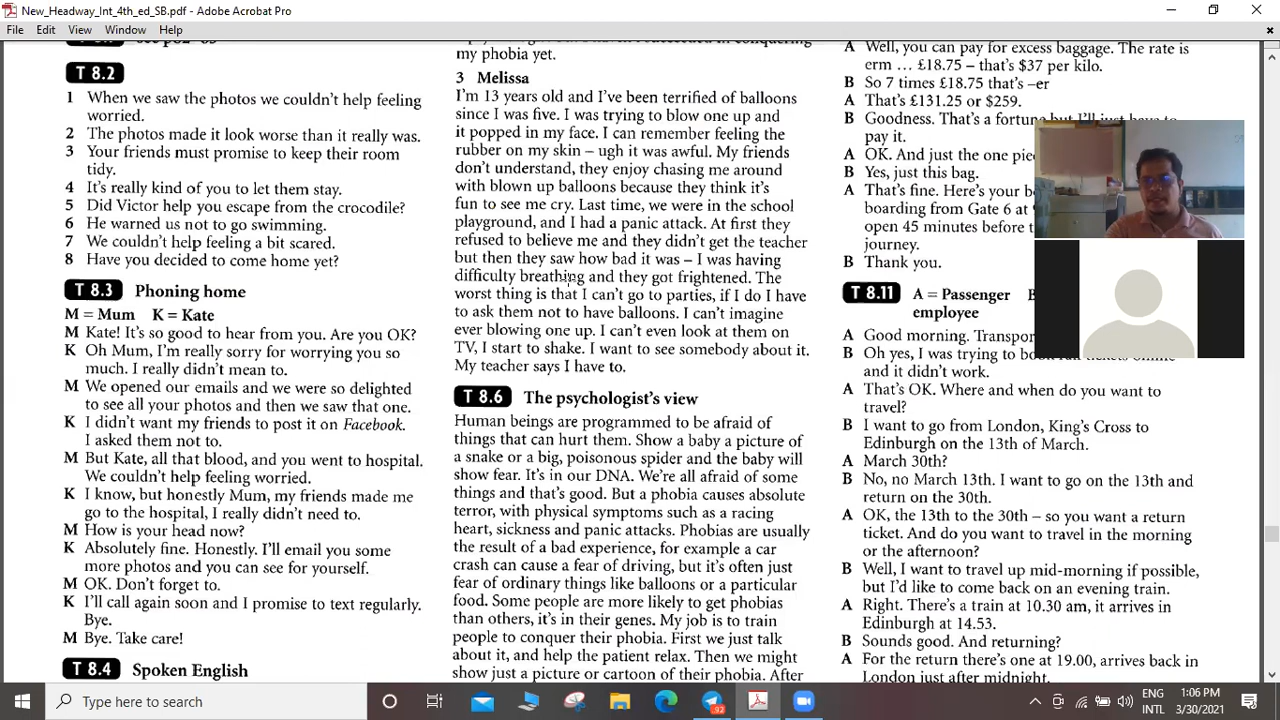 New_Headway_Int_4th_ed_SB.pdf - Adobe Acrobat Pro
File Edit View Window Help
T 8.2
1 When we saw the photos we couldn't help feeling
worried.
2 The photos made it look worse than it really was.
3 Your friends must promise to keep their room
tidy.
4 It's really kind of you to let them stay.
5 Did Victor help you escape from the crocodile?
6 He warned us not to go swimming.
7 We couldn't help feeling a bit scared.
8 Have you decided to come home yet?
T 8.3 Phoning home
M = Mum K = Kate
M Kate! It's so good to hear from you. Are you OK?
K Oh Mum, I'm really sorry for worrying you so
much. I really didn't mean to.
M We opened our emails and we were so delighted
to see all your photos and then we saw that one.
K I didn't want my friends to post it on Facebook.
I asked them not to.
M But Kate, all that blood, and you went to hospital.
We couldn't help feeling worried.
K I know, but honestly Mum, my friends made me
go to the hospital, I really didn't need to.
M How is your head now?
K Absolutely fine. Honestly. I'll email you some
more photos and you can see for yourself.
M OK. Don't forget to.
K I'll call again soon and I promise to text regularly.
Bye.
M Bye. Take care!
T 8.4 Spoken English
my phobia yet.
3 Melissa
I'm 13 years old and I've been terrified of balloons
since I was five. I was trying to blow one up and
it popped in my face. I can remember feeling the
rubber on my skin – ugh it was awful. My friends
don't understand, they enjoy chasing me around
with blown up balloons because they think it's
fun to see me cry. Last time, we were in the school
playground, and I had a panic attack. At first they
refused to believe me and they didn't get the teacher
but then they saw how bad it was – I was having
difficulty breathing and they got frightened. The
worst thing is that I can't go to parties, if I do I have
to ask them not to have balloons. I can't imagine
ever blowing one up. I can't even look at them on
TV, I start to shake. I want to see somebody about it.
My teacher says I have to.
T 8.6 The psychologist's view
Human beings are programmed to be afraid of
things that can hurt them. Show a baby a picture of
a snake or a big, poisonous spider and the baby will
show fear. It's in our DNA. We're all afraid of some
things and that's good. But a phobia causes absolute
terror, with physical symptoms such as a racing
heart, sickness and panic attacks. Phobias are usually
the result of a bad experience, for example a car
crash can cause a fear of driving, but it's often just
fear of ordinary things like balloons or a particular
food. Some people are more likely to get phobias
than others, it's in their genes. My job is to train
people to conquer their phobia. First we just talk
about it, and help the patient relax. Then we might
show just a picture or cartoon of their phobia. After
A Well, you can pay for excess baggage. The rate is
erm … £18.75 – that's $37 per kilo.
B So 7 times £18.75 that's –er
A That's £131.25 or $259.
B Goodness. That's a fortune but I'll just have to
pay it.
A OK. And just the one
B Yes, just this bag.
A That's fine. Here's your
boarding from Gate 6 at
open 45 minutes before
journey.
B Thank you.
T 8.11 A = Passenger
employee
A Good morning.
B Oh yes, I was trying to
and it didn't work.
A That's OK. Where and when do you want to
travel?
B I want to go from London, King's Cross to
Edinburgh on the 13th of March.
A March 30th?
B No, no March 13th. I want to go on the 13th and
return on the 30th.
A OK, the 13th to the 30th – so you want a return
ticket. And do you want to travel in the morning
or the afternoon?
B Well, I want to travel up mid-morning if possible,
but I'd like to come back on an evening train.
A Right. There's a train at 10.30 am, it arrives in
Edinburgh at 14.53.
B Sounds good. And returning?
A For the return there's one at 19.00, arrives back in
London just after midnight.
Type here to search
92
ENG
INTL
1:06 PM
3/30/2021